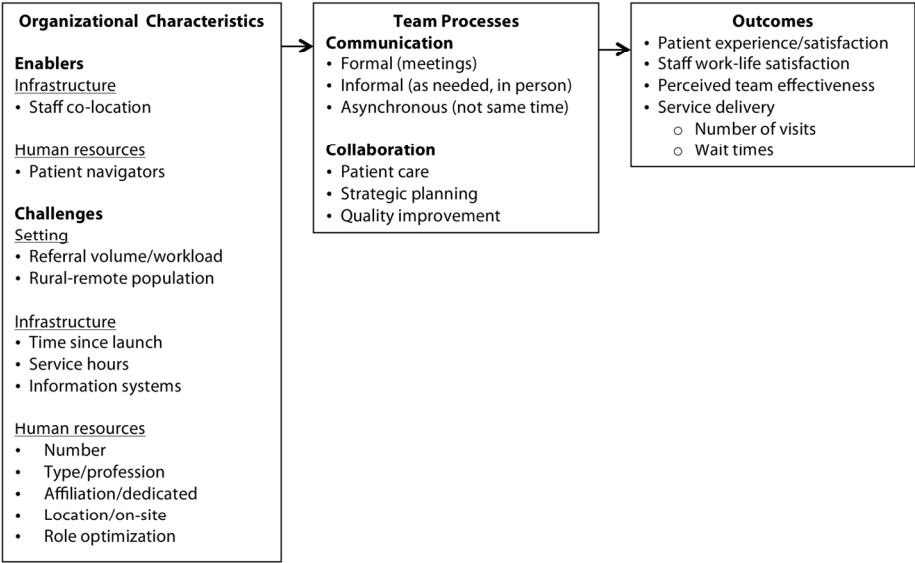 Organizational Characteristics
Enablers
Infrastructure
• Staff co-location
Human resources
• Patient navigators
Challenges
Setting
• Referral volume/workload
• Rural-remote population
Infrastructure
• Time since launch
• Service hours
• Information systems
Human resources
• Number
• Type/profession
• Affiliation/dedicated
• Location/on-site
• Role optimization
Team Processes
Communication
• Formal (meetings)
• Informal (as needed, in person)
• Asynchronous (not same time)
Collaboration
• Patient care
• Strategic planning
• Quality improvement
Outcomes
• Patient experience/satisfaction
• Staff work-life satisfaction
• Perceived team effectiveness
• Service delivery
o Number of visits
o Wait times